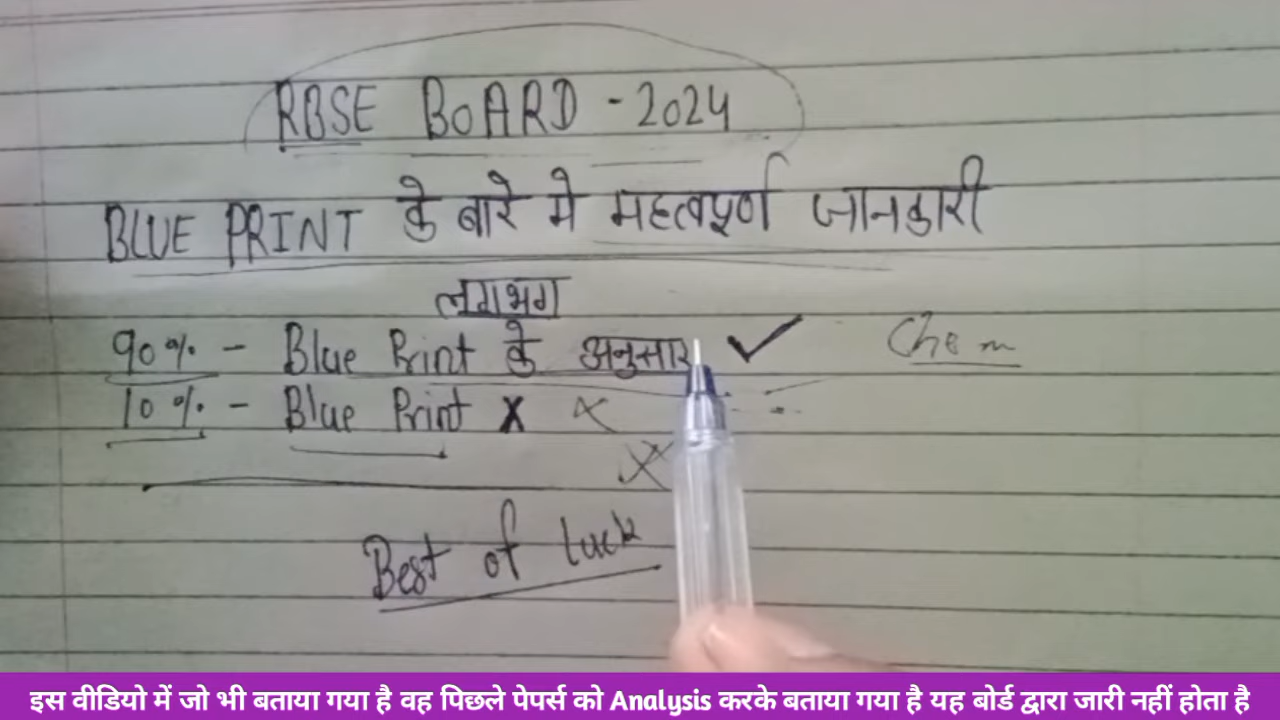 RBSE BOARD - 2024
BLUE PRINT के बारे मे महत्वपूर्ण जानकारी
लगभग
90% - Blue Print के अनुसार ✓ Chem
10% - Blue Print X X
X
Best of luck
इस वीडियो में जो भी बताया गया है वह पिछले पेपर्स को Analysis करके बताया गया है यह बोर्ड द्वारा जारी नहीं होता है